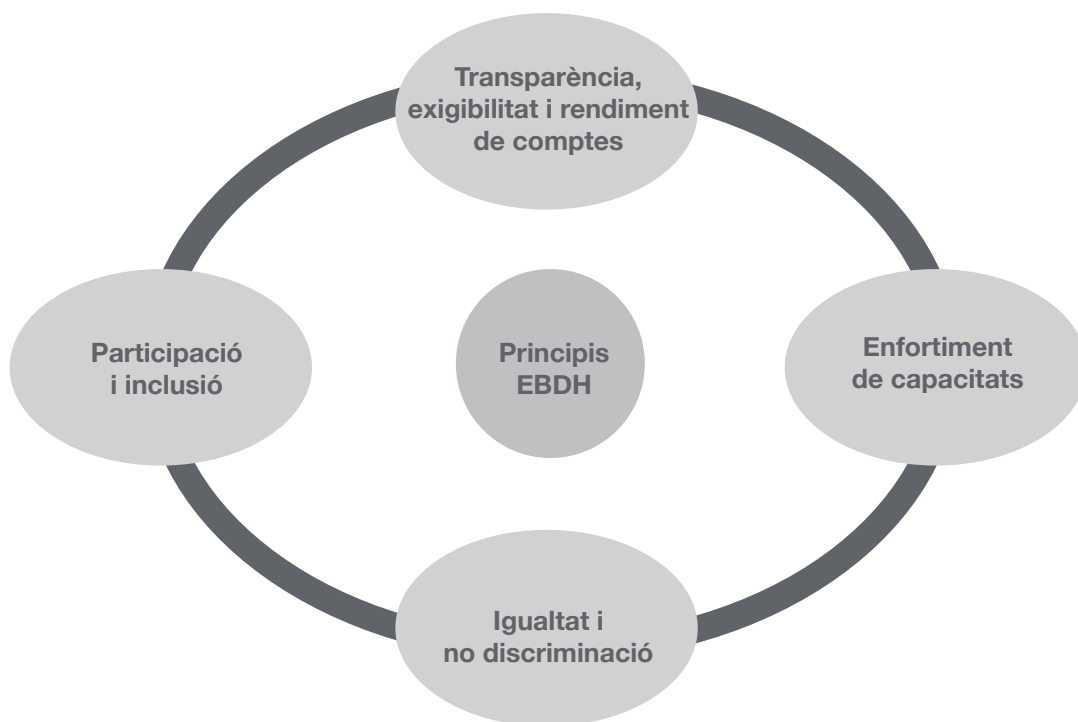 Transparència,
exigibilitat i rendiment
de comptes
Participació
i inclusió
Principis
EBDH
Enfortiment
de capacitats
Igualtat i
no discriminació